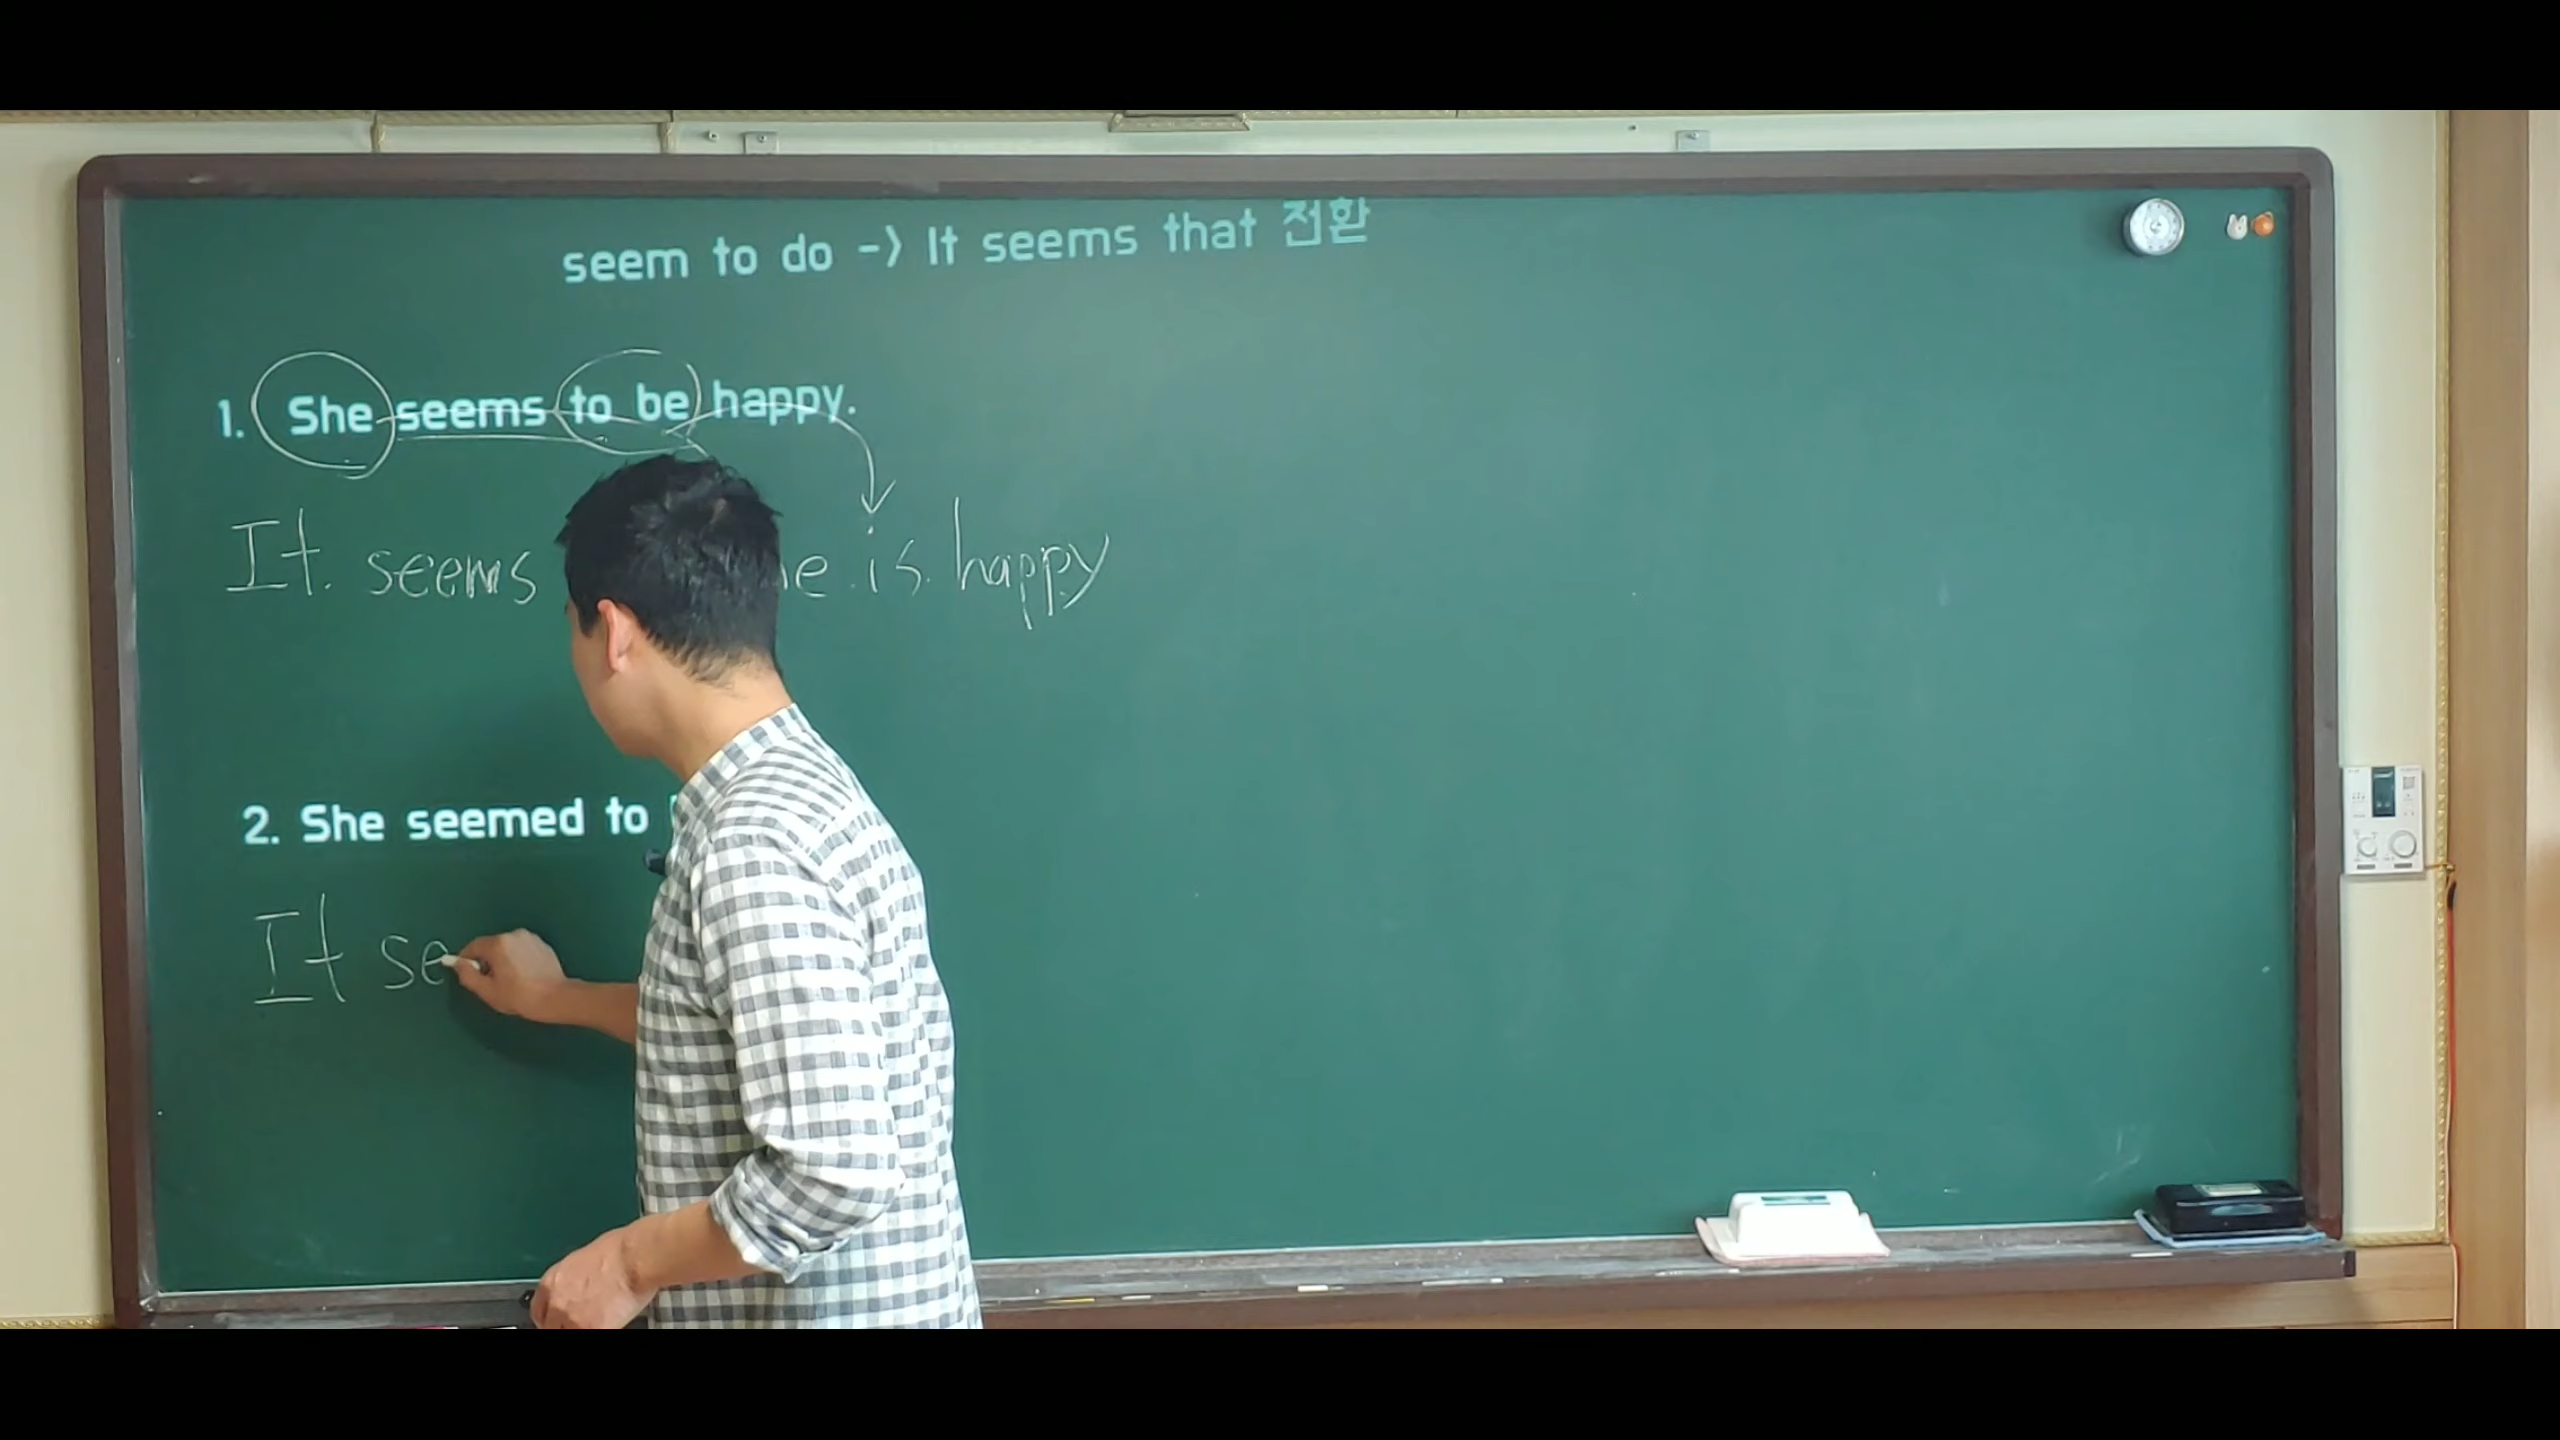 seem to do -> It seems that 전환
1. She seems to be happy.
It seems is happy
2. She seemed to
It se